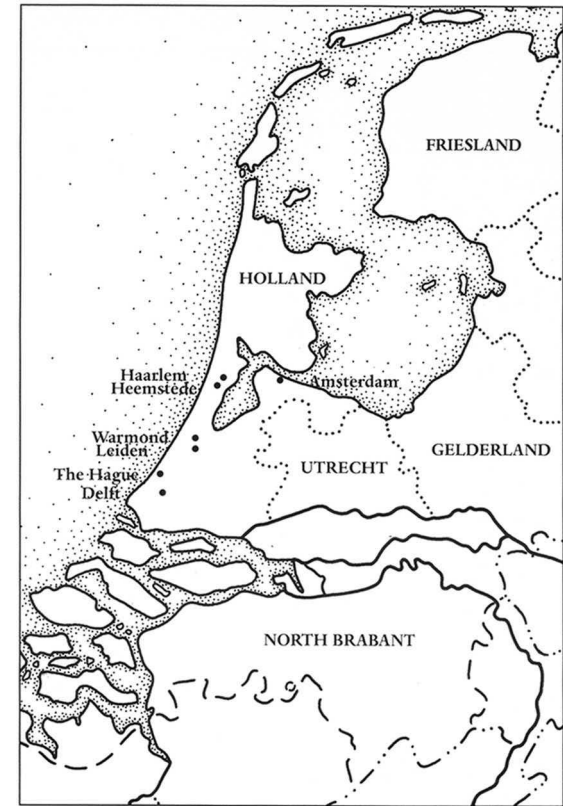 FRIESLAND
HOLLAND
Haarlem
Heemstede
Amsterdam
Warmond
Leiden
UTRECHT
GELDERLAND
The Hague
Delft
NORTH BRABANT